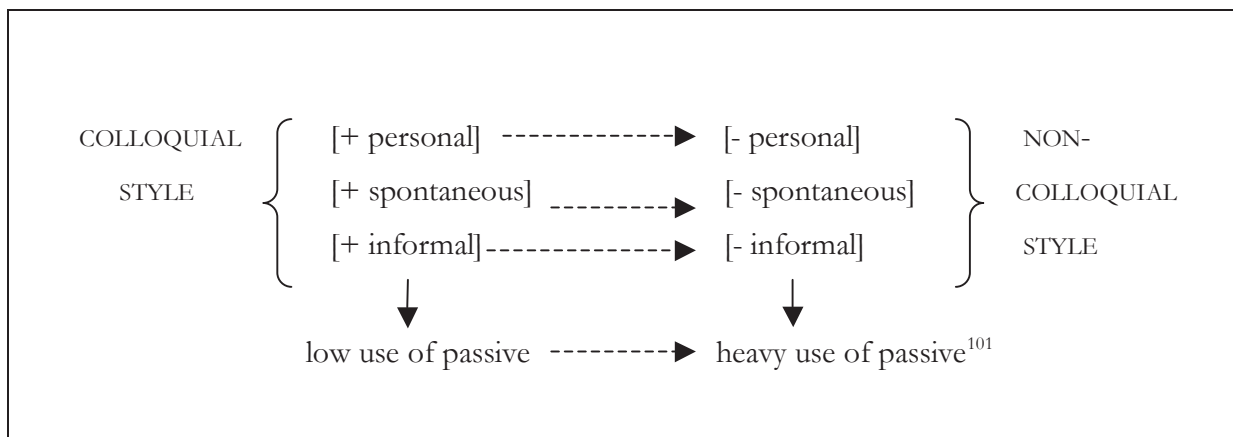 COLLOQUIAL [+ personal] [- personal] NON-
STYLE [+ spontaneous] [- spontaneous] COLLOQUIAL
[+ informal] [- informal] STYLE
low use of passive heavy use of passive101